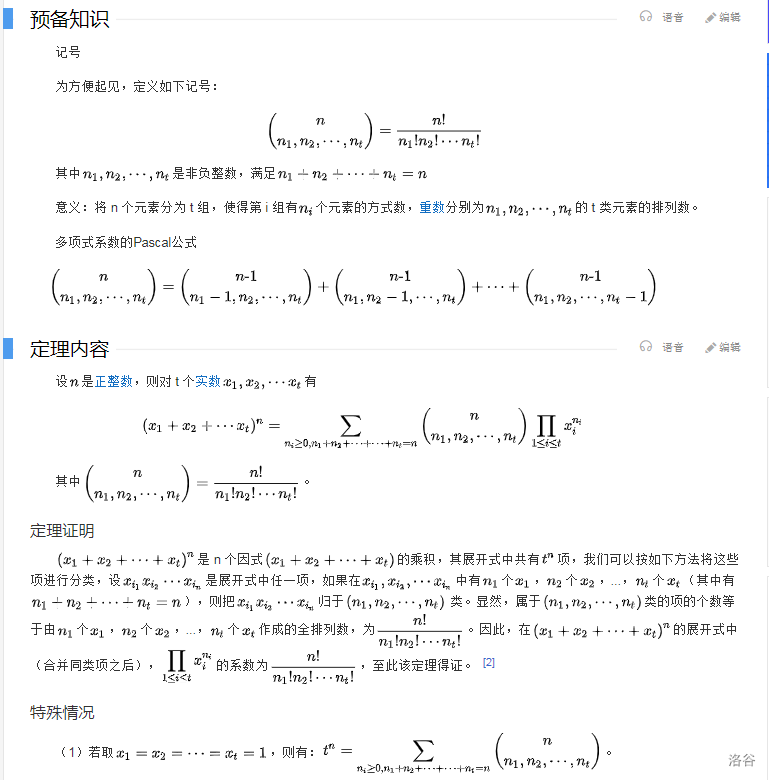 预备知识 语音 编辑
记号
为方便起见，定义如下记号：
\binom{n}{n_1, n_2, \cdots, n_t} = \frac{n!}{n_1!n_2!\cdots n_t!}
其中 n_1, n_2, \cdots, n_t 是非负整数，满足 n_1 + n_2 + \cdots + n_t = n
意义：将 n 个元素分为 t 组，使得第 i 组有 n_i 个元素的方式数，重数分别为 n_1, n_2, \cdots, n_t 的 t 类元素的排列数。
多项式系数的Pascal公式
\binom{n}{n_1, n_2, \cdots, n_t} = \binom{n-1}{n_1 - 1, n_2, \cdots, n_t} + \binom{n-1}{n_1, n_2 - 1, \cdots, n_t} + \cdots + \binom{n-1}{n_1, n_2, \cdots, n_t - 1}
定理内容 语音 编辑
设 n 是正整数，则对 t 个实数 x_1, x_2, \cdots x_t 有
(x_1 + x_2 + \cdots x_t)^n = \sum_{n_i \geq 0, n_1 + n_2 + \cdots + \cdots + n_t = n} \binom{n}{n_1, n_2, \cdots, n_t} \prod_{1 \leq i \leq t} x_i^{n_i}
其中 \binom{n}{n_1, n_2, \cdots, n_t} = \frac{n!}{n_1!n_2!\cdots n_t!} 。
定理证明
(x_1 + x_2 + \cdots + x_t)^n 是 n 个因式 (x_1 + x_2 + \cdots + x_t) 的乘积，其展开式中共有 t^n 项，我们可以按如下方法将这些
项进行分类，设 x_{i_1} x_{i_2} \cdots x_{i_n} 是展开式中任一项，如果在 x_{i_1}, x_{i_2}, \cdots x_{i_n} 中有 n_1 个 x_1，n_2 个 x_2，...，n_t 个 x_t（其中有
n_1 + n_2 + \cdots + n_t = n），则把 x_{i_1} x_{i_2} \cdots x_{i_n} 归于 (n_1, n_2, \cdots, n_t) 类。显然，属于 (n_1, n_2, \cdots, n_t) 类的项的个数等
于由 n_1 个 x_1，n_2 个 x_2，...，n_t 个 x_t 作成的全排列数，为 \frac{n!}{n_1!n_2!\cdots n_t!} 。因此，在 (x_1 + x_2 + \cdots + x_t)^n 的展开式中
（合并同类项之后），\prod_{1 \leq i < t} x_i^{n_i} 的系数为 \frac{n!}{n_1!n_2!\cdots n_t!}，至此该定理得证。 [2]
特殊情况
（1）若取 x_1 = x_2 = \cdots = x_t = 1，则有：t^n = \sum_{n_i \geq 0, n_1 + n_2 + \cdots + \cdots + n_t = n} \binom{n}{n_1, n_2, \cdots, n_t} 。
洛谷